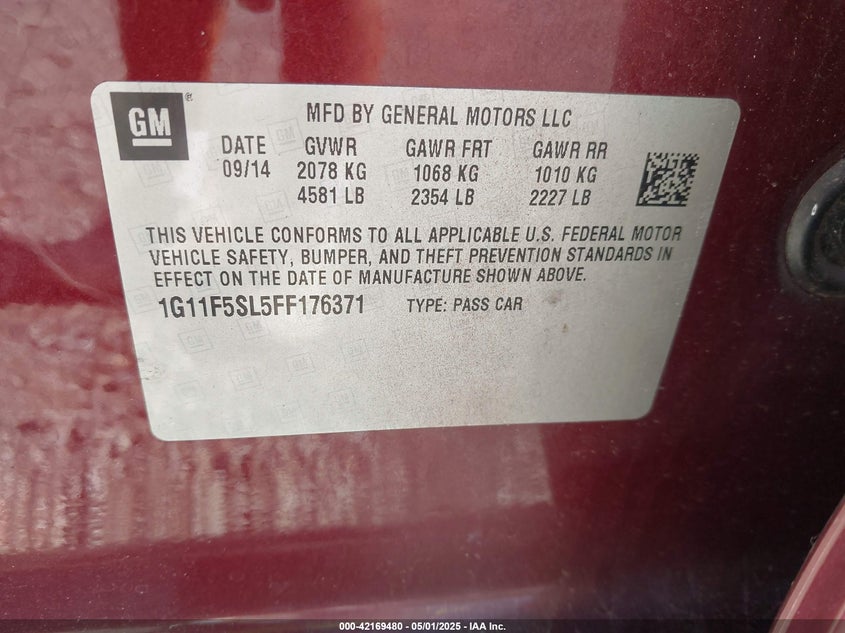 GM
MFD BY GENERAL MOTORS LLC
DATE GVWR GAWR FRT GAWR RR
09/14 2078 KG 1068 KG 1010 KG
4581 LB 2354 LB 2227 LB
THIS VEHICLE CONFORMS TO ALL APPLICABLE U.S. FEDERAL MOTOR
VEHICLE SAFETY, BUMPER, AND THEFT PREVENTION STANDARDS IN
EFFECT ON THE DATE OF MANUFACTURE SHOWN ABOVE.
1G11F5SL5FF176371 TYPE: PASS CAR
000-42169480 - 05/01/2025 - IAA Inc.